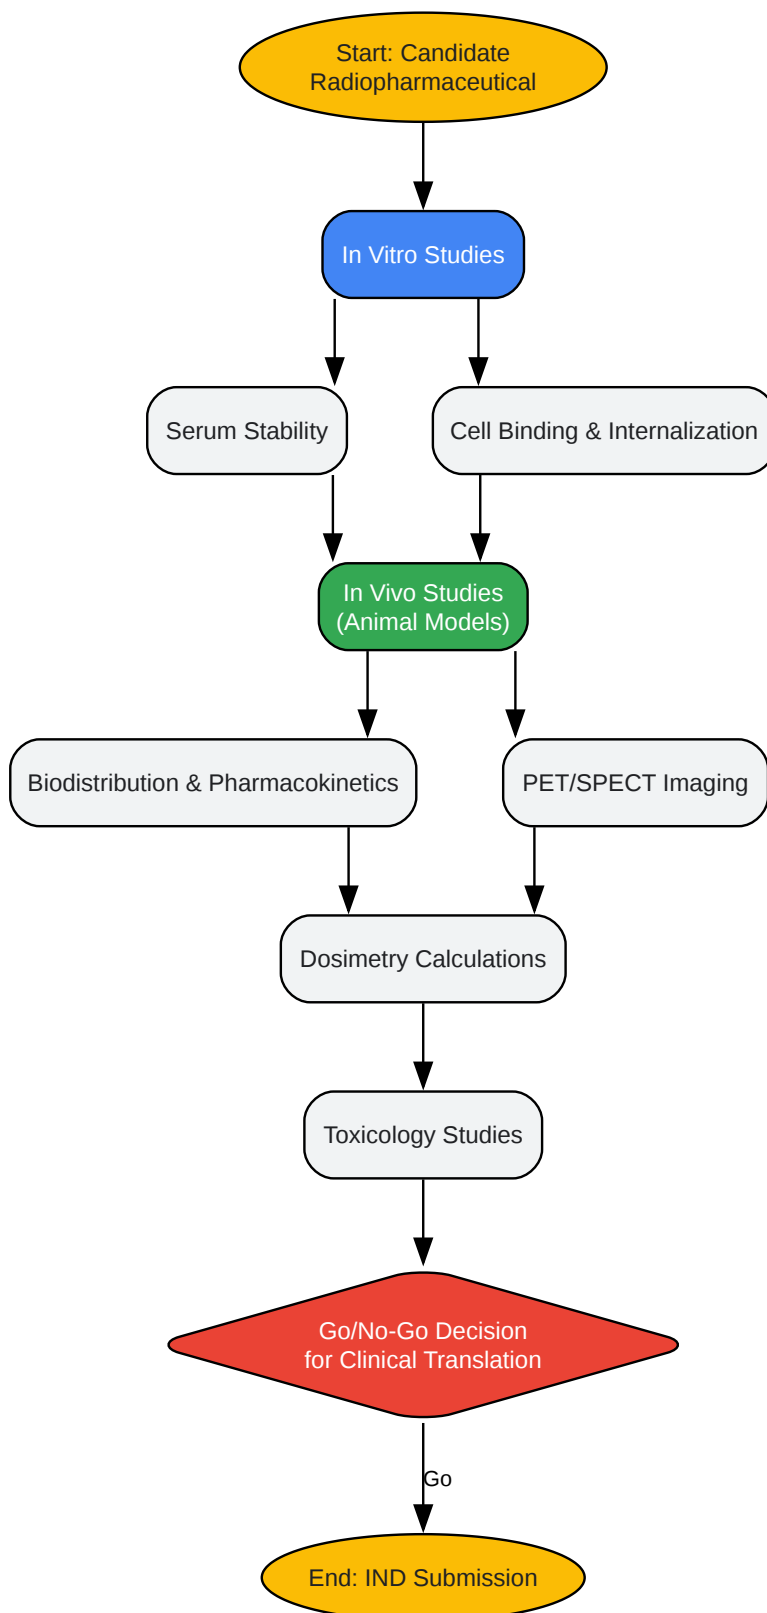 Start: Candidate
Radiopharmaceutical
In Vitro Studies
Serum Stability
Cell Binding & Internalization
In Vivo Studies
(Animal Models)
Biodistribution & Pharmacokinetics
PET/SPECT Imaging
Dosimetry Calculations
Toxicology Studies
Go/No-Go Decision
for Clinical Translation
Go
End: IND Submission